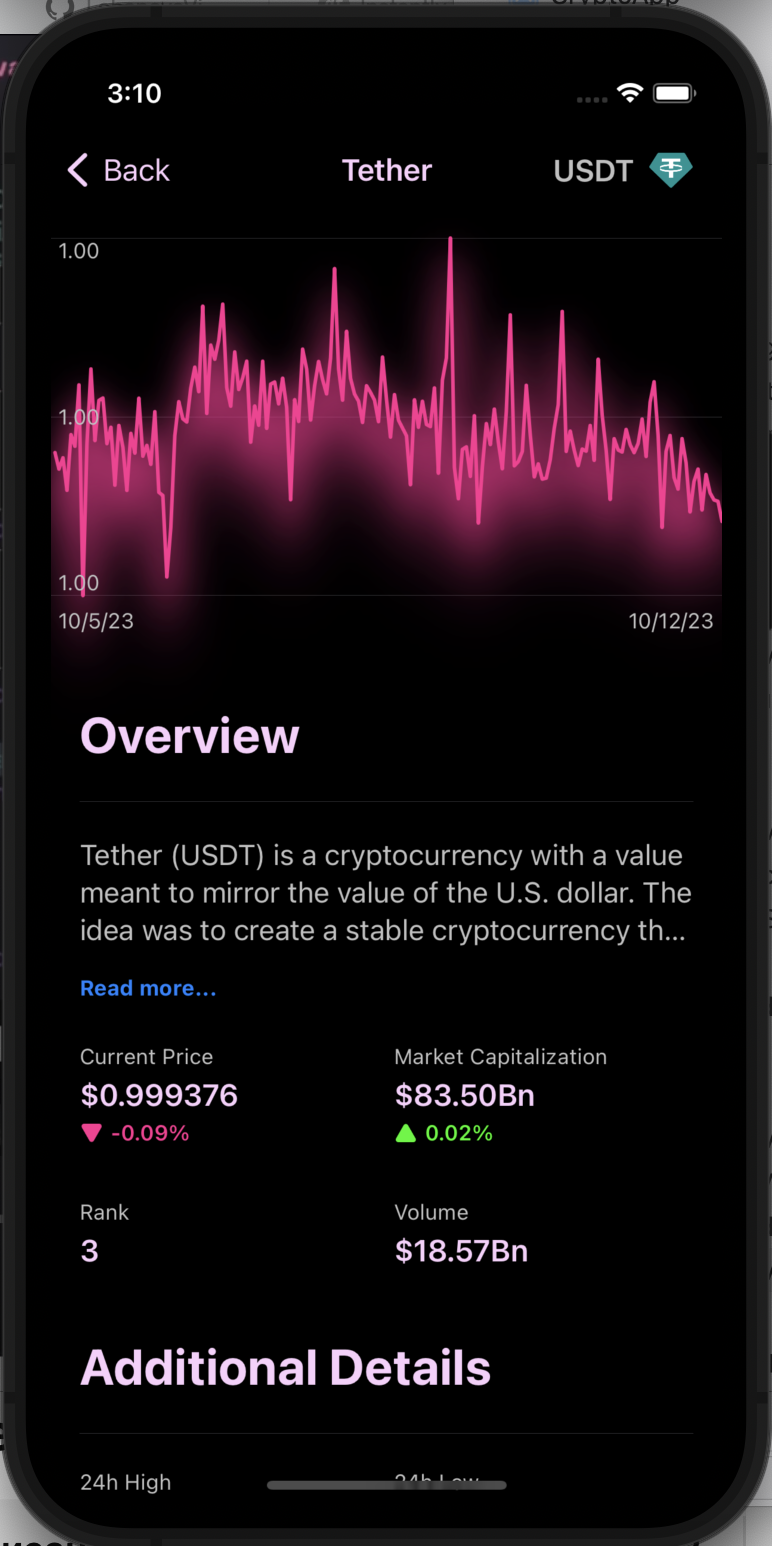 CryptoApp
3:10
Back
Tether
USDT
1.00
1.00
1.00
10/5/23
10/12/23
Overview
Tether (USDT) is a cryptocurrency with a value
meant to mirror the value of the U.S. dollar. The
idea was to create a stable cryptocurrency th...
Read more...
Current Price
Market Capitalization
$0.999376
$83.50Bn
-0.09%
0.02%
Rank
Volume
3
$18.57Bn
Additional Details
24h High
24h Low